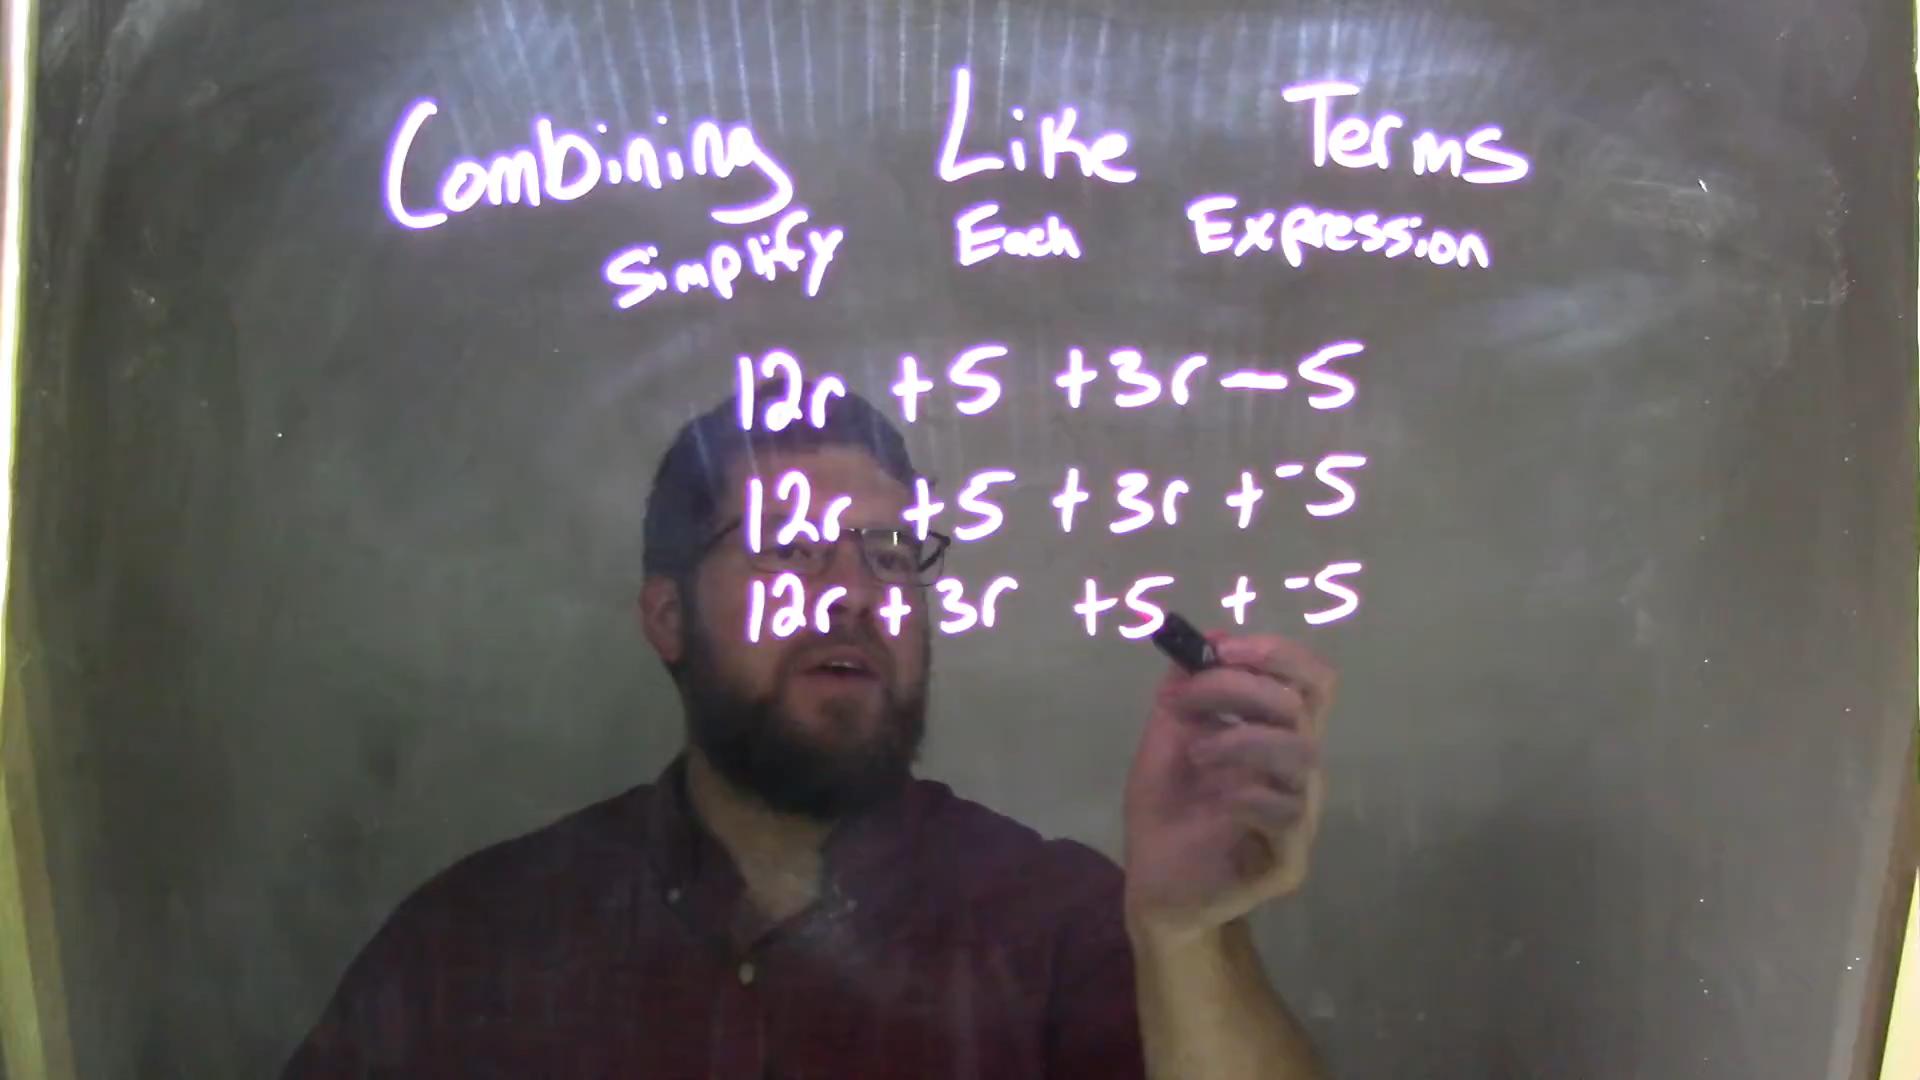 Combining Like Terms
Simplify Each Expression
12r +5 +3r-5
12r +5 +3r +⁻5
12r +3r +5 +⁻5